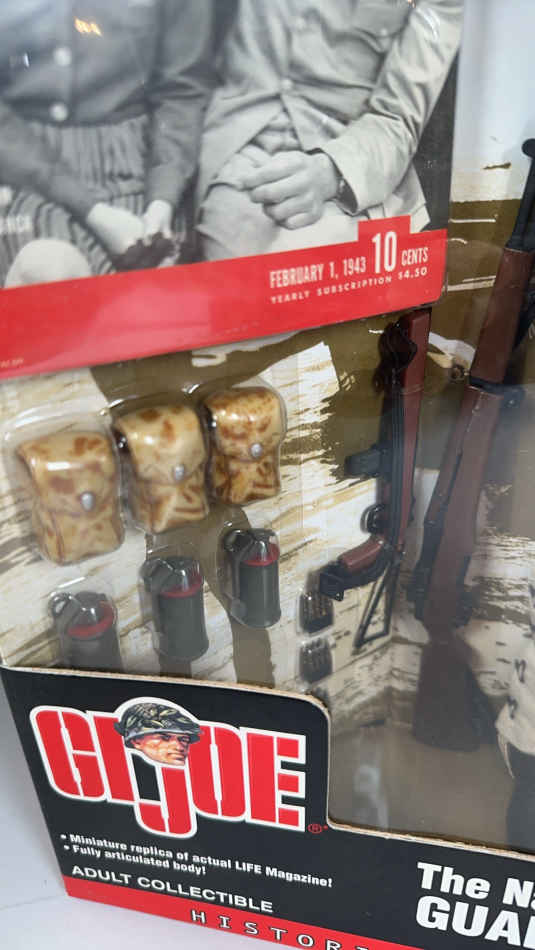 FEBRUARY 1, 1943 10 CENTS
YEARLY SUBSCRIPTION $4.50
GI JOE®
• Miniature replica of actual LIFE Magazine!
• Fully articulated body!
ADULT COLLECTIBLE
The Na
GUA
HISTOR